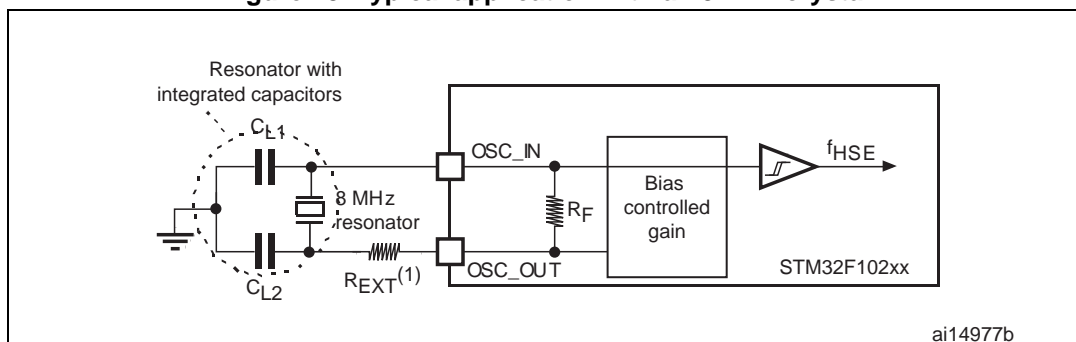 Resonator with
integrated capacitors
CL1
OSC_IN
fHSE
8 MHz
resonator
RF
Bias
controlled
gain
REXT(1)
OSC_OUT
STM32F102xx
CL2
ai14977b